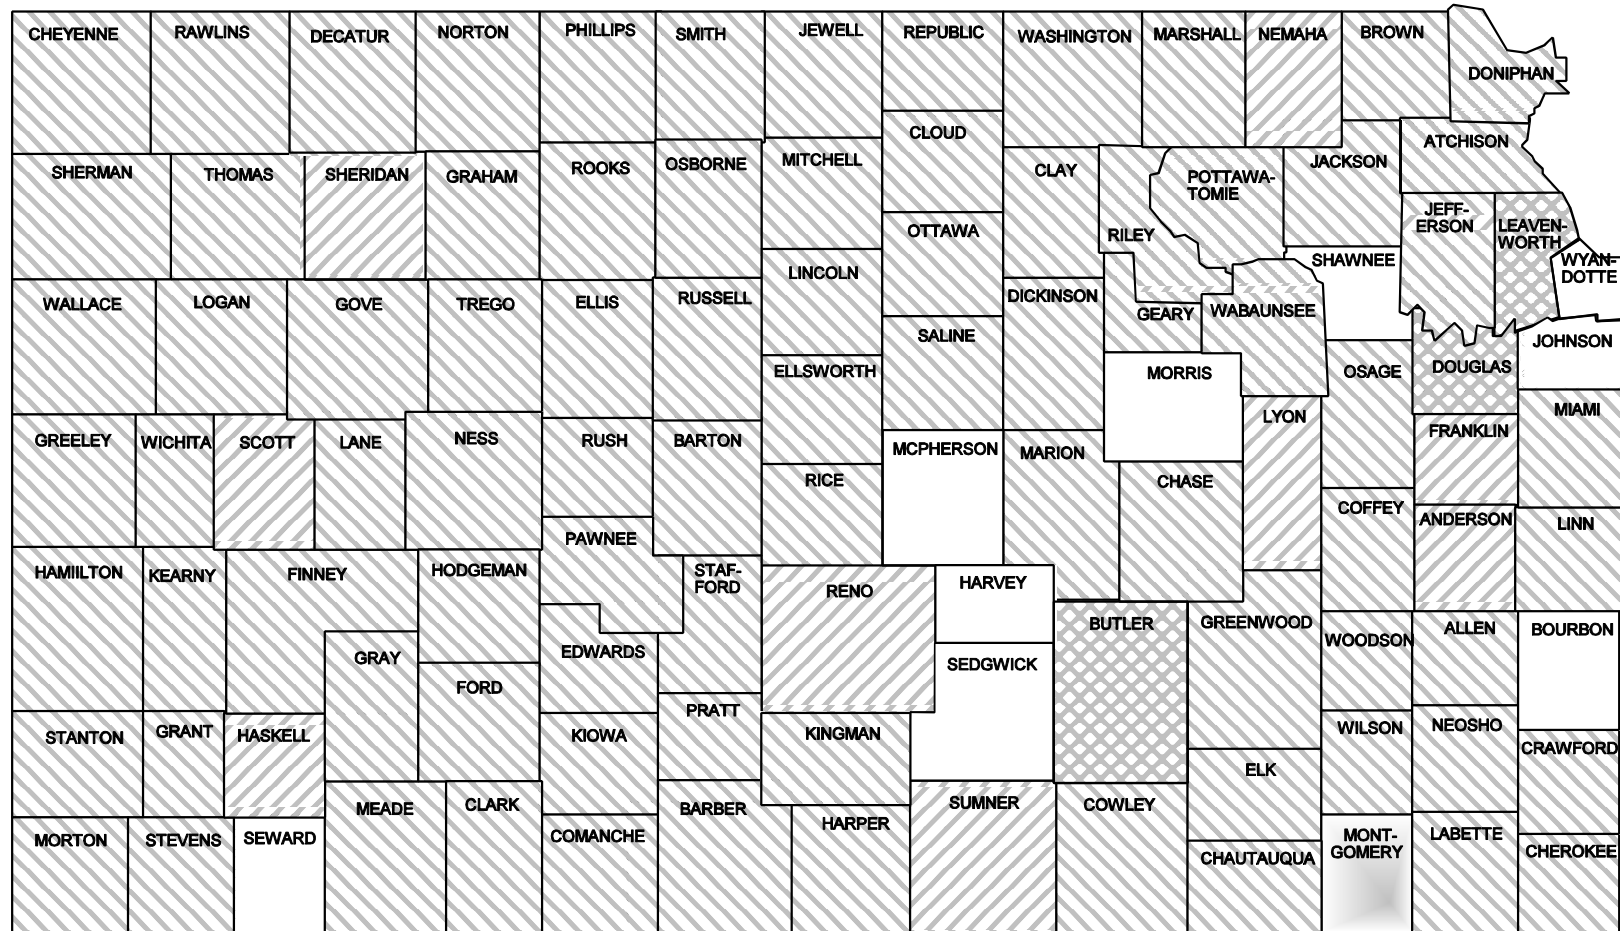 CHEYENNE
RAWLINS
DECATUR
NORTON
PHILLIPS
SMITH
JEWELL
REPUBLIC
WASHINGTON
MARSHALL
NEMAHA
BROWN
DONIPHAN
CLOUD
ATCHISON
SHERMAN
THOMAS
SHERIDAN
GRAHAM
ROOKS
OSBORNE
MITCHELL
CLAY
POTTAWA-
TOMIE
JACKSON
JEFF-
ERSON
LEAVEN-
WORTH
OTTAWA
RILEY
SHAWNEE
WYAN-
DOTTE
LINCOLN
WALLACE
LOGAN
GOVE
TREGO
ELLIS
RUSSELL
DICKINSON
GEARY
WABAUNSEE
SALINE
JOHNSON
ELLSWORTH
MORRIS
OSAGE
DOUGLAS
MIAMI
GREELEY
WICHITA
SCOTT
LANE
NESS
RUSH
BARTON
MCPHERSON
MARION
LYON
FRANKLIN
RICE
CHASE
COFFEY
ANDERSON
LINN
PAWNEE
HAMIILTON
KEARNY
FINNEY
HODGEMAN
STAF-
FORD
RENO
HARVEY
BUTLER
GREENWOOD
WOODSON
ALLEN
BOURBON
GRAY
EDWARDS
SEDGWICK
FORD
PRATT
STANTON
GRANT
HASKELL
KIOWA
KINGMAN
WILSON
NEOSHO
CRAWFORD
ELK
MEADE
CLARK
BARBER
SUMNER
COWLEY
MORTON
STEVENS
SEWARD
COMANCHE
HARPER
CHAUTAUQUA
MONT-
GOMERY
LABETTE
CHEROKEE